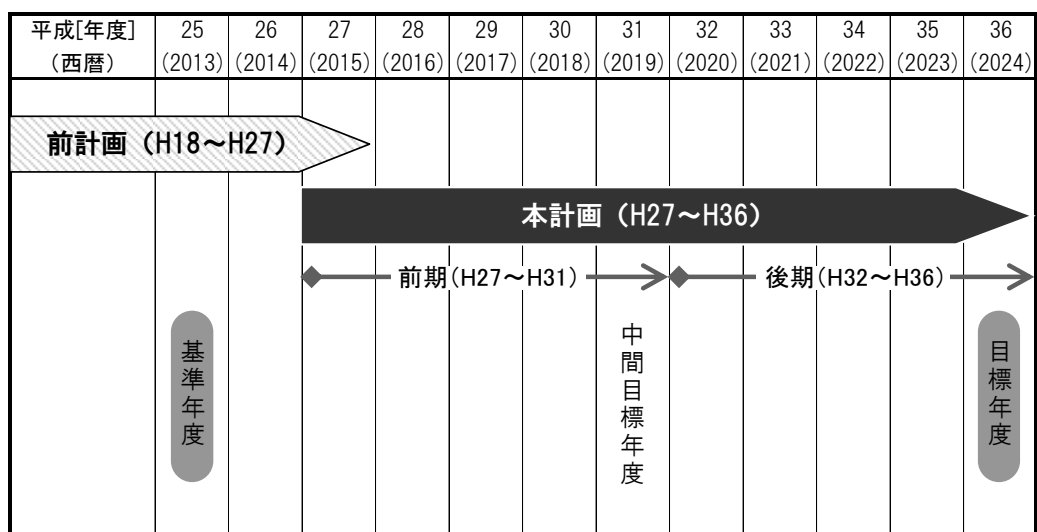 平成[年度] 25 26 27 28 29 30 31 32 33 34 35 36
(西暦) (2013) (2014) (2015) (2016) (2017) (2018) (2019) (2020) (2021) (2022) (2023) (2024)
前計画（H18～H27）
本計画（H27～H36）
前期(H27～H31) 後期(H32～H36)
基準年度
中間目標年度
目標年度